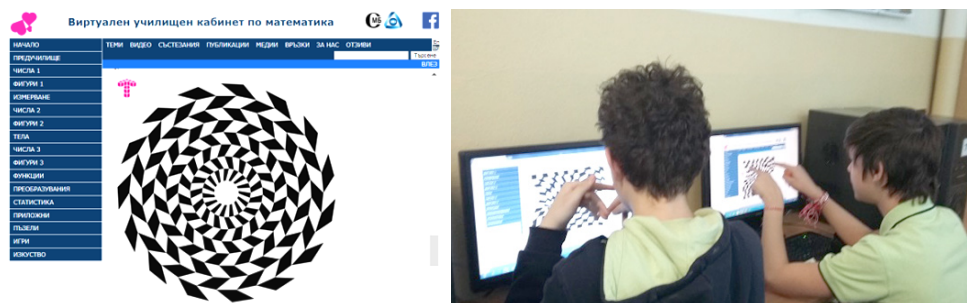 Виртуален училищен кабинет по математика
НАЧАЛО
ПРЕДУЧИЛИЩЕ
ЧИСЛА 1
ФИГУРИ 1
ИЗМЕРВАНЕ
ЧИСЛА 2
ФИГУРИ 2
ТЕЛА
ЧИСЛА 3
ФИГУРИ 3
ФУНКЦИИ
ПРЕОБРАЗУВАНИЯ
СТАТИСТИКА
ПРИЛОЖНИ
ПЪЗЕЛИ
ИГРИ
ИЗКУСТВО
ТЕМИ ВИДЕО СЪСТЕЗАНИЯ ПУБЛИКАЦИИ МЕДИИ ВРЪЗКИ ЗА НАС ОТЗИВИ
Търсене
ВЛЕЗ